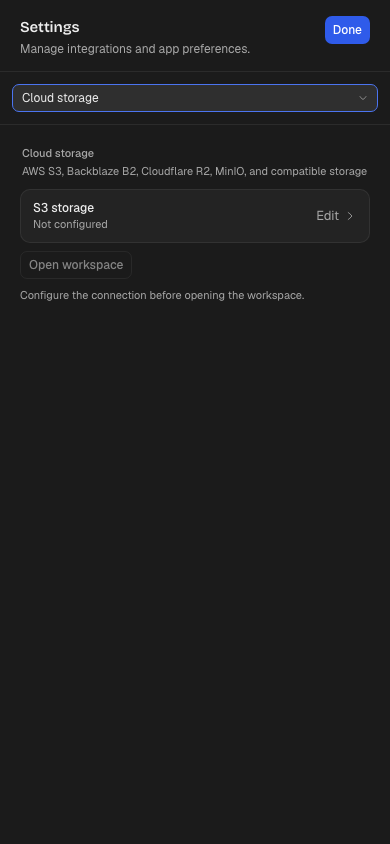 Settings
Done
Manage integrations and app preferences.
Cloud storage
Cloud storage
AWS S3, Backblaze B2, Cloudflare R2, MinIO, and compatible storage
S3 storage
Edit
Not configured
Open workspace
Configure the connection before opening the workspace.